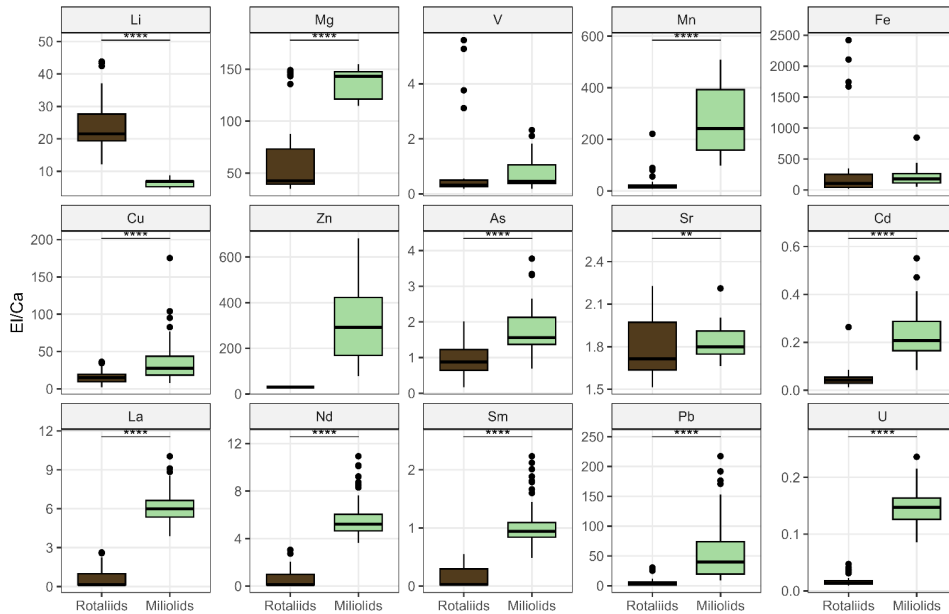 Li Mg V Mn Fe
**** **** ****
50 40 30 20 10
150 100 50
4 2 0
600 400 200 0
2500 2000 1500 1000 500 0
Cu Zn As Sr Cd
**** **** ** ****
200 150 100 50 0
600 400 200 0
4 3 2 1 0
2.4 2.1 1.8 1.5
0.6 0.4 0.2 0.0
El/Ca
La Nd Sm Pb U
**** **** **** **** ****
12 9 6 3 0
12 8 4 0
2 1 0
250 200 150 100 50 0
0.2 0.1 0.0
Rotaliids Miliolids Rotaliids Miliolids Rotaliids Miliolids Rotaliids Miliolids Rotaliids Miliolids